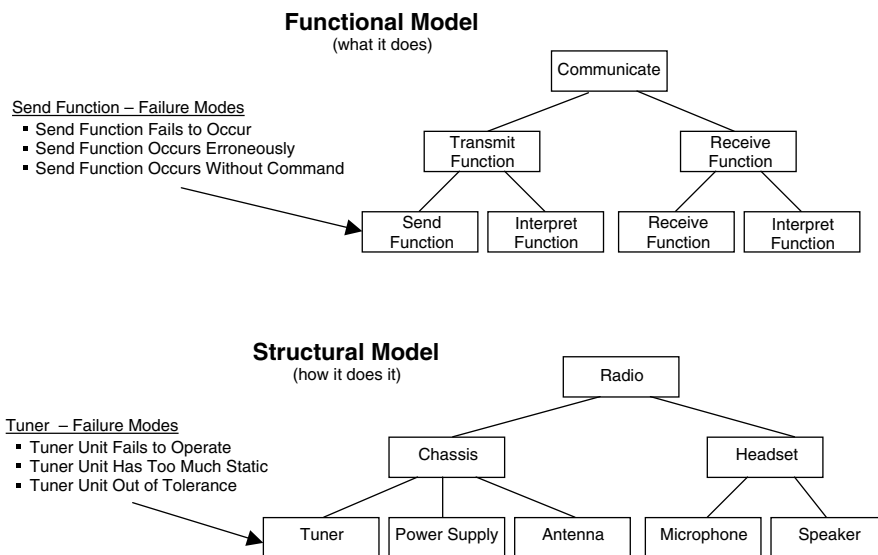 Functional Model
(what it does)
Communicate
Send Function – Failure Modes
▪ Send Function Fails to Occur
▪ Send Function Occurs Erroneously
▪ Send Function Occurs Without Command
Transmit
Function
Receive
Function
Send
Function
Interpret
Function
Receive
Function
Interpret
Function
Structural Model
(how it does it)
Radio
Tuner – Failure Modes
▪ Tuner Unit Fails to Operate
▪ Tuner Unit Has Too Much Static
▪ Tuner Unit Out of Tolerance
Chassis
Headset
Tuner
Power Supply
Antenna
Microphone
Speaker